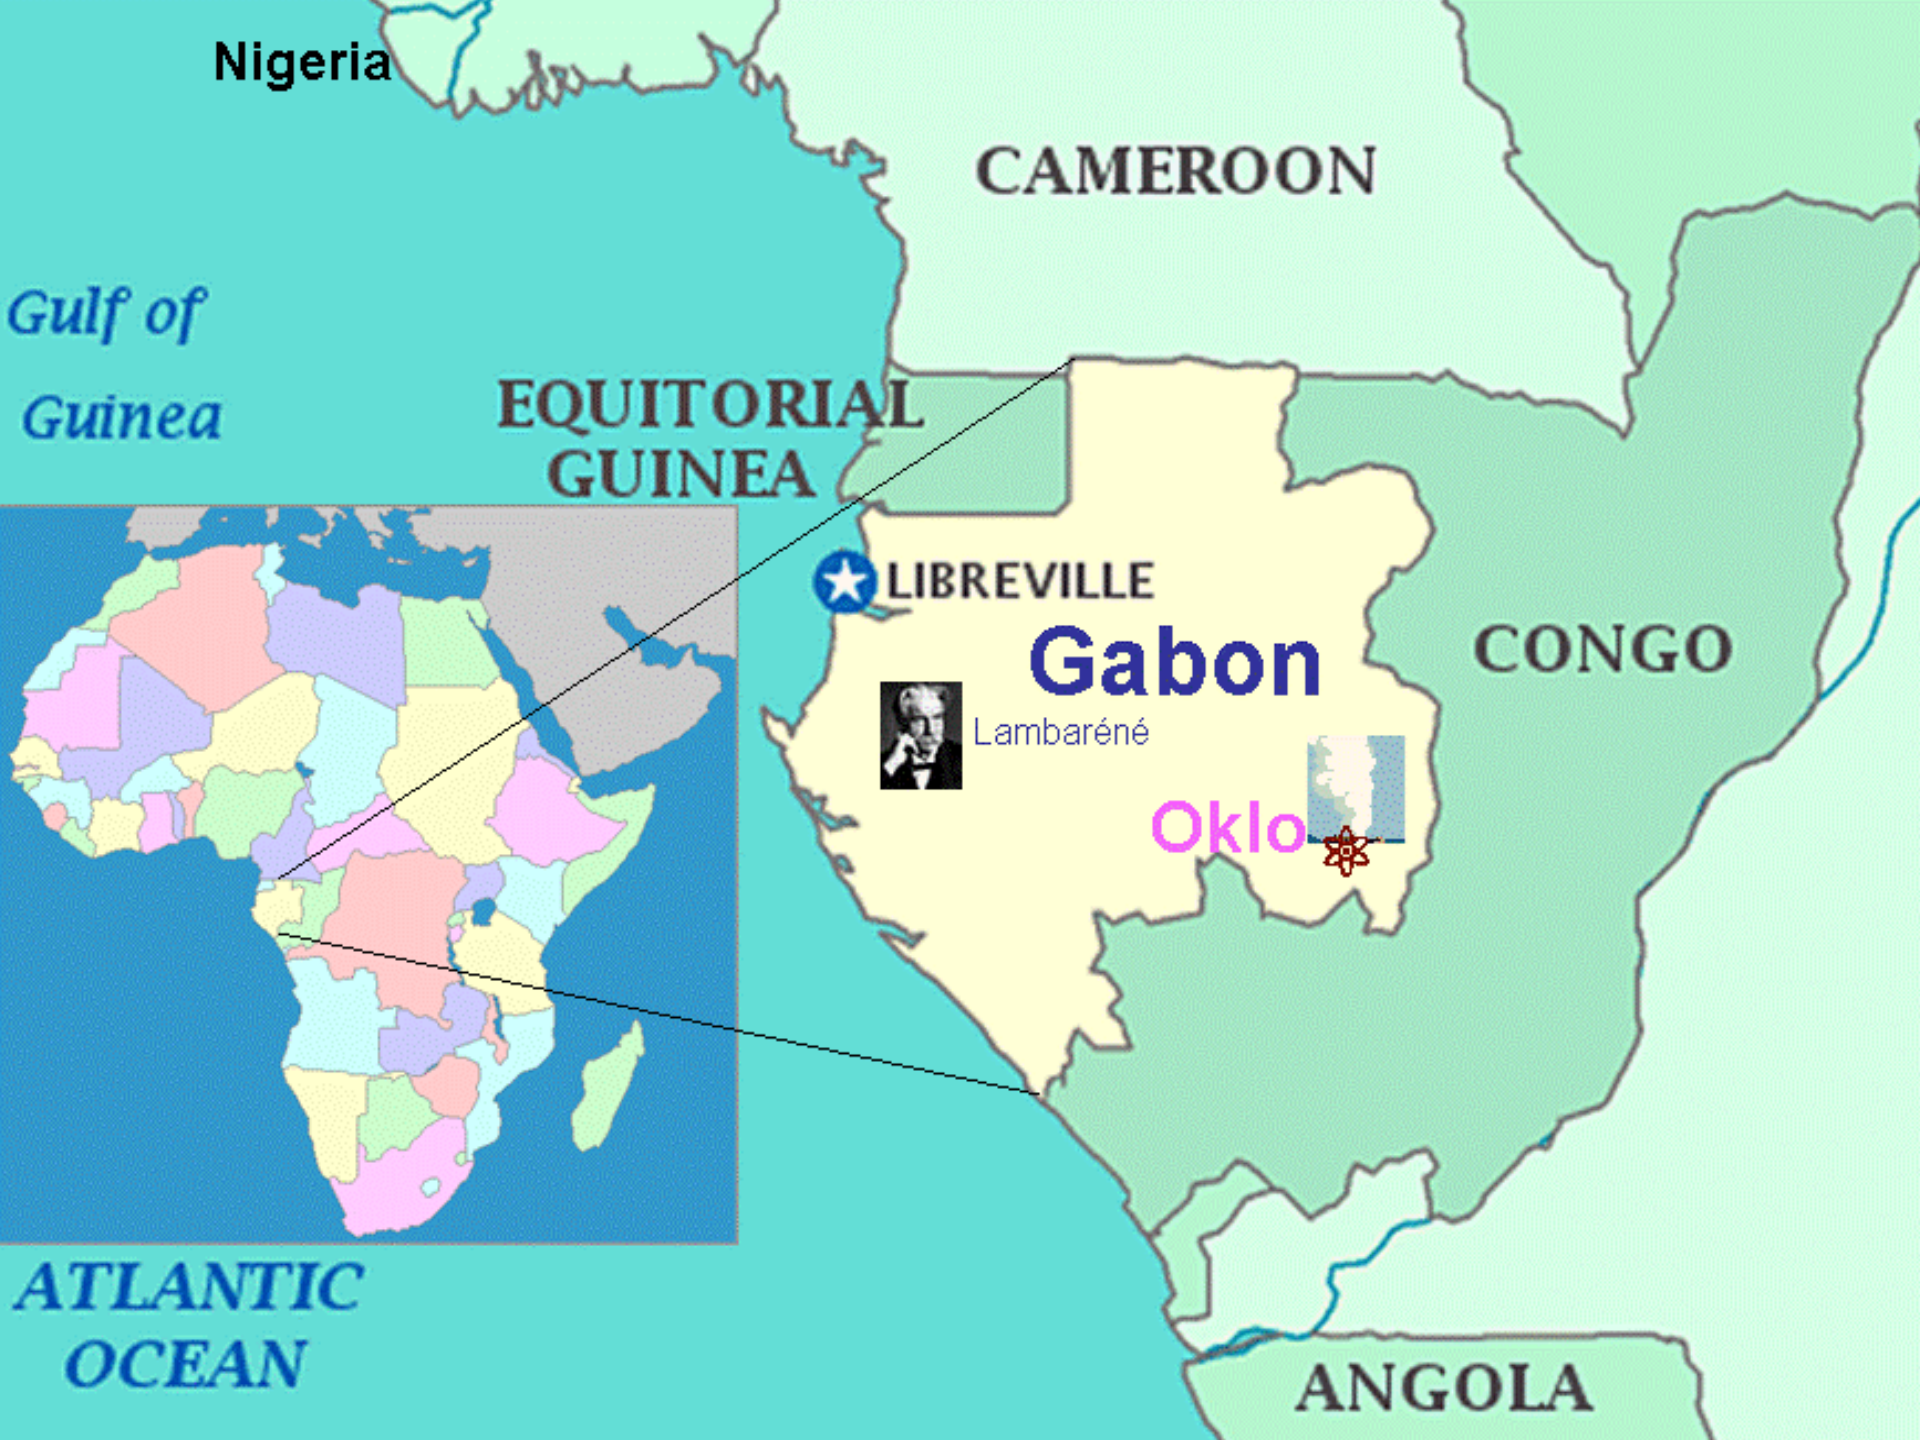 Nigeria
CAMEROON
Gulf of
Guinea
EQUITORIAL
GUINEA
LIBREVILLE
Gabon
CONGO
Lambaréné
Oklo
ATLANTIC
OCEAN
ANGOLA